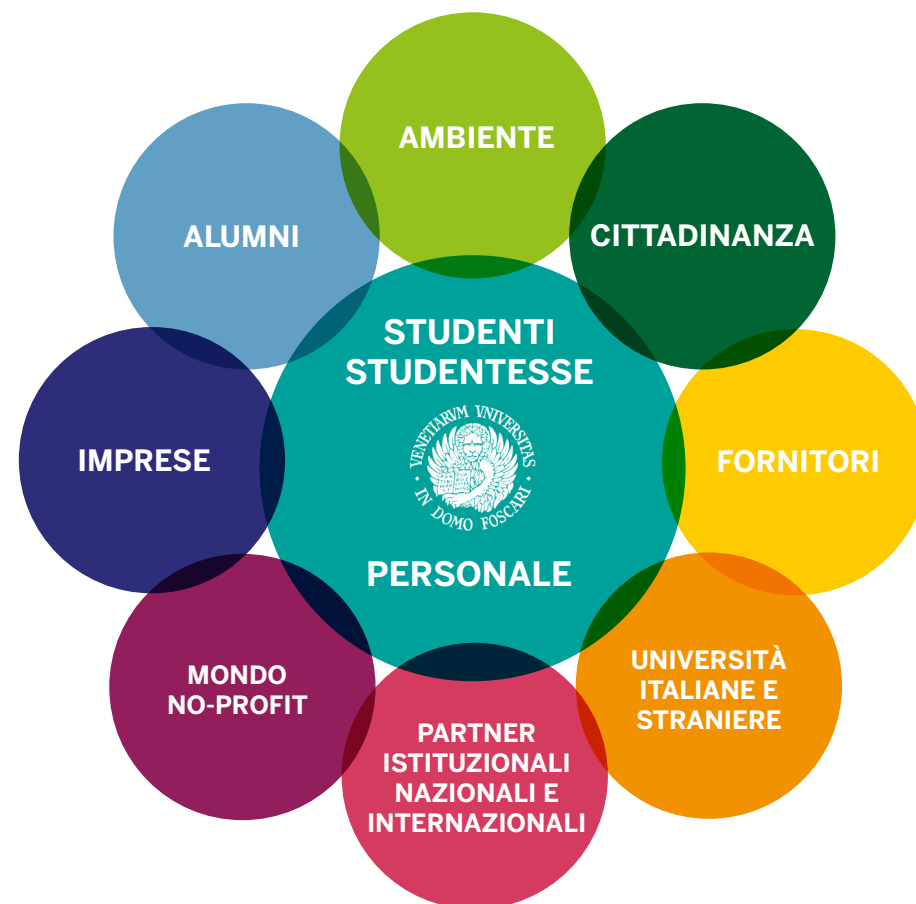 AMBIENTE
CITTADINANZA
ALUMNI
STUDENTI
STUDENTESSE
VENETIARVM VNIVERSITAS
· IN DOMO FOSCARI ·
PERSONALE
IMPRESE
FORNITORI
MONDO
NO-PROFIT
PARTNER
ISTITUZIONALI
NAZIONALI E
INTERNAZIONALI
UNIVERSITÀ
ITALIANE E
STRANIERE